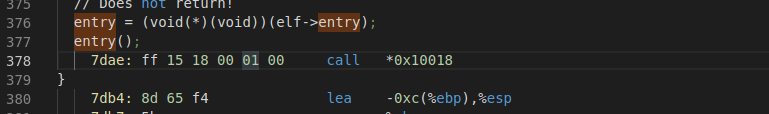 375 // Does not return!
376 entry = (void(*)(void))(elf->entry);
377 entry();
378 7dae: ff 15 18 00 01 00 call *0x10018
379 }
380 7db4: 8d 65 f4 lea -0xc(%ebp),%esp